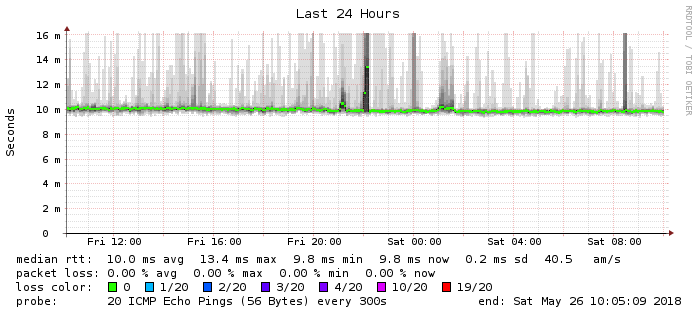 Last 24 Hours
RRDTOOL / TOBI OETIKER
Seconds
16 m
14 m
12 m
10 m
8 m
6 m
4 m
2 m
0
Fri 12:00 Fri 16:00 Fri 20:00 Sat 00:00 Sat 04:00 Sat 08:00
median rtt: 10.0 ms avg 13.4 ms max 9.8 ms min 9.8 ms now 0.2 ms sd 40.5 am/s
packet loss: 0.00 % avg 0.00 % max 0.00 % min 0.00 % now
loss color: 0 1/20 2/20 3/20 4/20 10/20 19/20
probe: 20 ICMP Echo Pings (56 Bytes) every 300s end: Sat May 26 10:05:09 2018